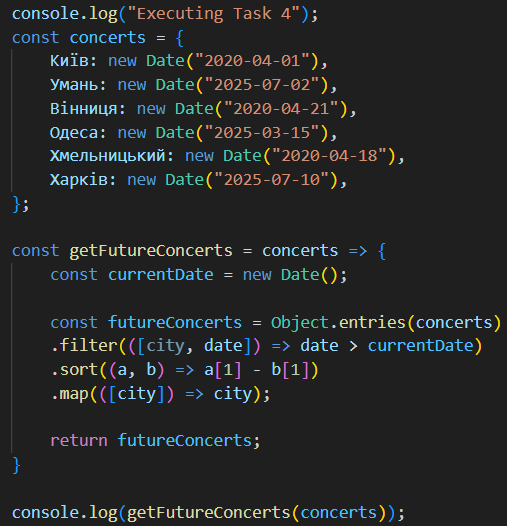 console.log("Executing Task 4");
const concerts = {
    Київ: new Date("2020-04-01"),
    Умань: new Date("2025-07-02"),
    Вінниця: new Date("2020-04-21"),
    Одеса: new Date("2025-03-15"),
    Хмельницький: new Date("2020-04-18"),
    Харків: new Date("2025-07-10"),
};

const getFutureConcerts = concerts => {
    const currentDate = new Date();

    const futureConcerts = Object.entries(concerts)
    .filter(([city, date]) => date > currentDate)
    .sort((a, b) => a[1] - b[1])
    .map(([city]) => city);

    return futureConcerts;
}

console.log(getFutureConcerts(concerts));